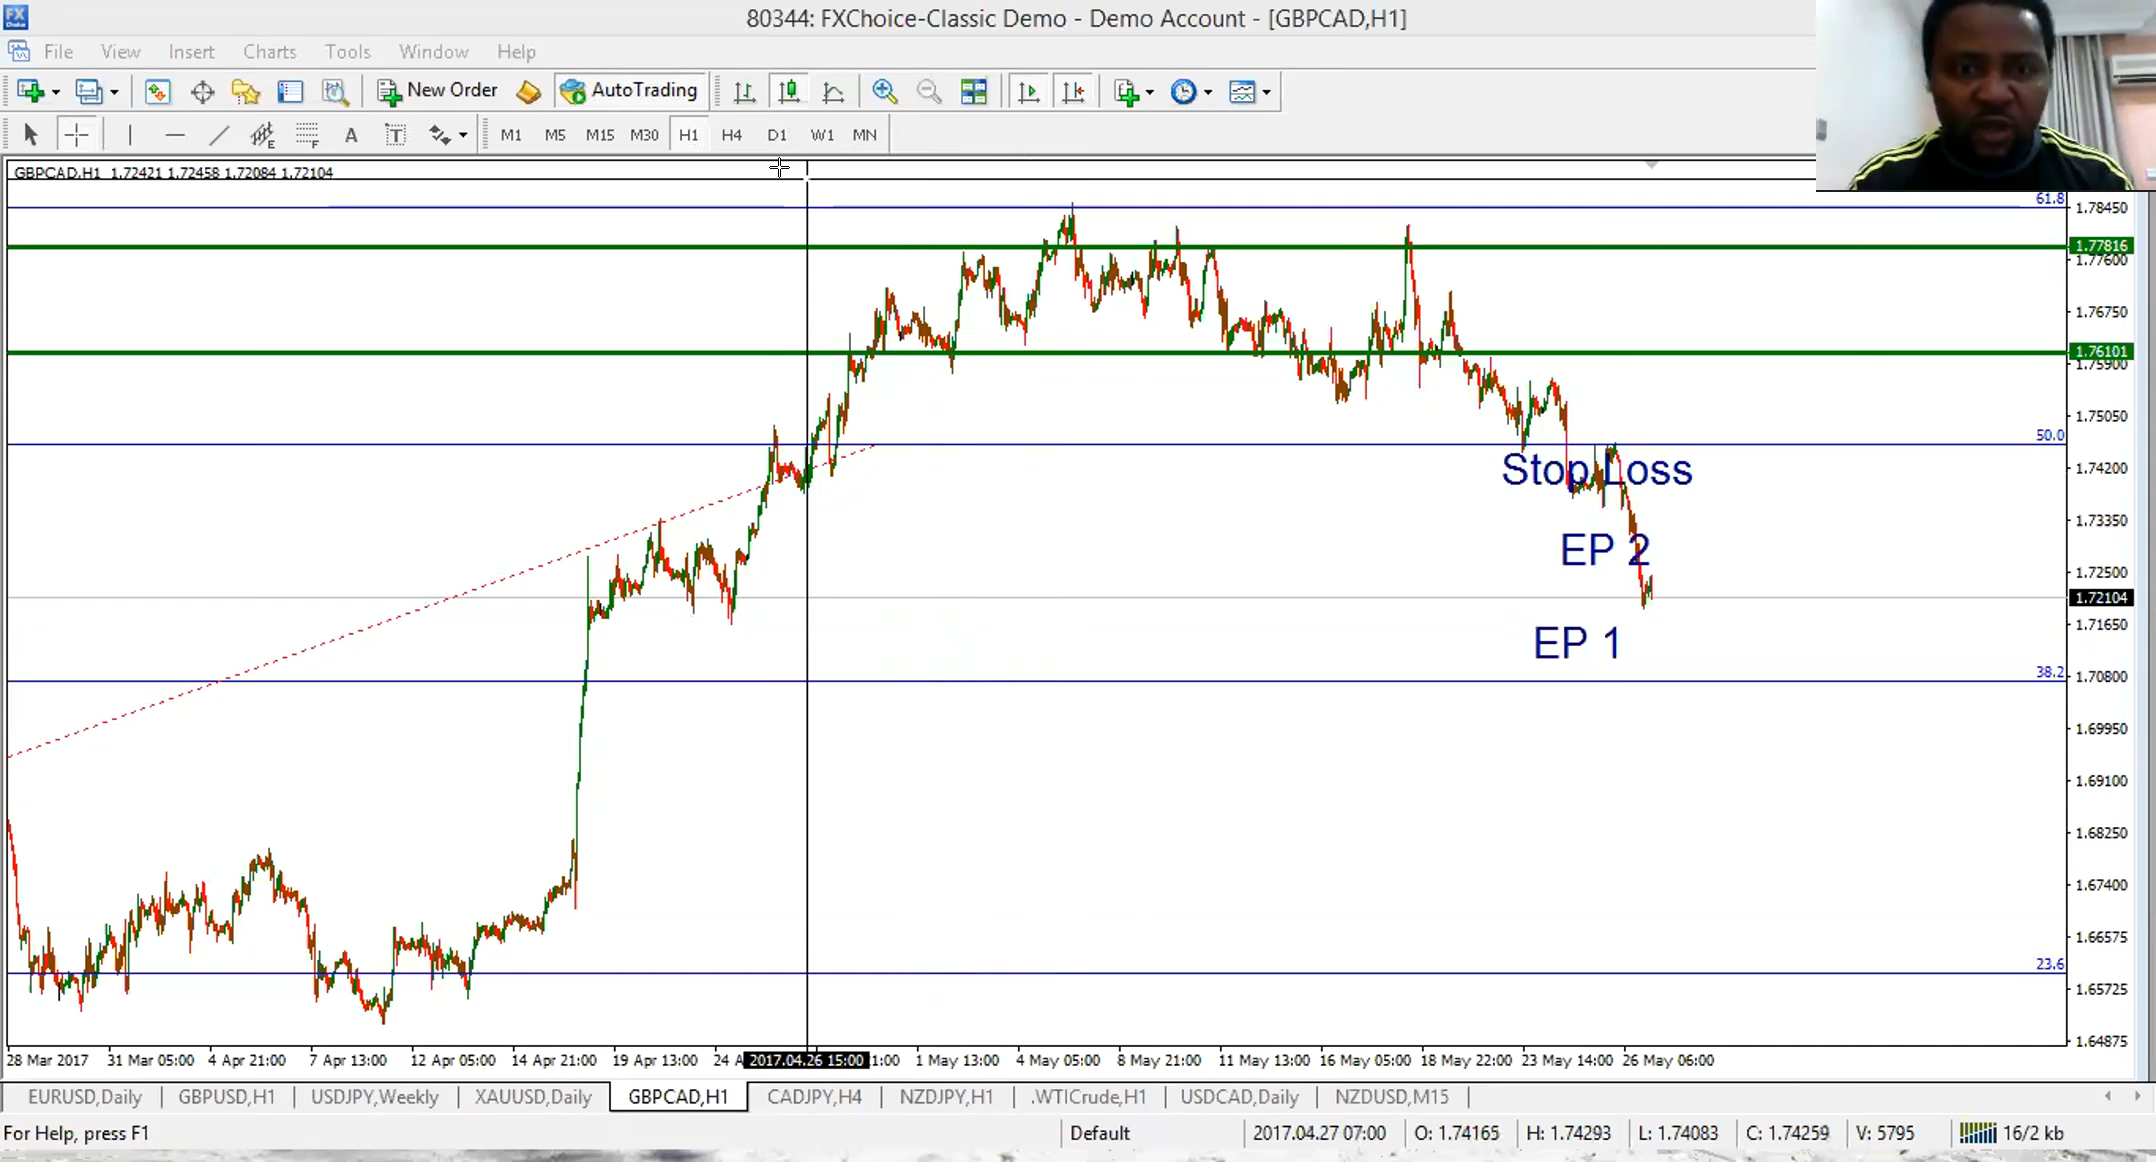 FX
Choice
80344: FXChoice-Classic Demo - Demo Account - [GBPCAD,H1]
File View Insert Charts Tools Window Help
New Order AutoTrading
A T M1 M5 M15 M30 H1 H4 D1 W1 MN
GBPCAD,H1 1.72421 1.72458 1.72084 1.72104
61.8
1.78450
1.77816
1.77600
1.76750
1.76101
1.75900
1.75050
50.0
Stop Loss
1.74200
1.73350
EP 2
1.72500
1.72104
1.71650
EP 1
38.2
1.70800
1.69950
1.69100
1.68250
1.67400
1.66575
23.6
1.65725
1.64875
28 Mar 2017 31 Mar 05:00 4 Apr 21:00 7 Apr 13:00 12 Apr 05:00 14 Apr 21:00 19 Apr 13:00 24 A 2017.04.26 15:00 1:00 1 May 13:00 4 May 05:00 8 May 21:00 11 May 13:00 16 May 05:00 18 May 22:00 23 May 14:00 26 May 06:00
EURUSD,Daily GBPUSD,H1 USDJPY,Weekly XAUUSD,Daily GBPCAD,H1 CADJPY,H4 NZDJPY,H1 .WTICrude,H1 USDCAD,Daily NZDUSD,M15
For Help, press F1 Default 2017.04.27 07:00 O: 1.74165 H: 1.74293 L: 1.74083 C: 1.74259 V: 5795 16/2 kb